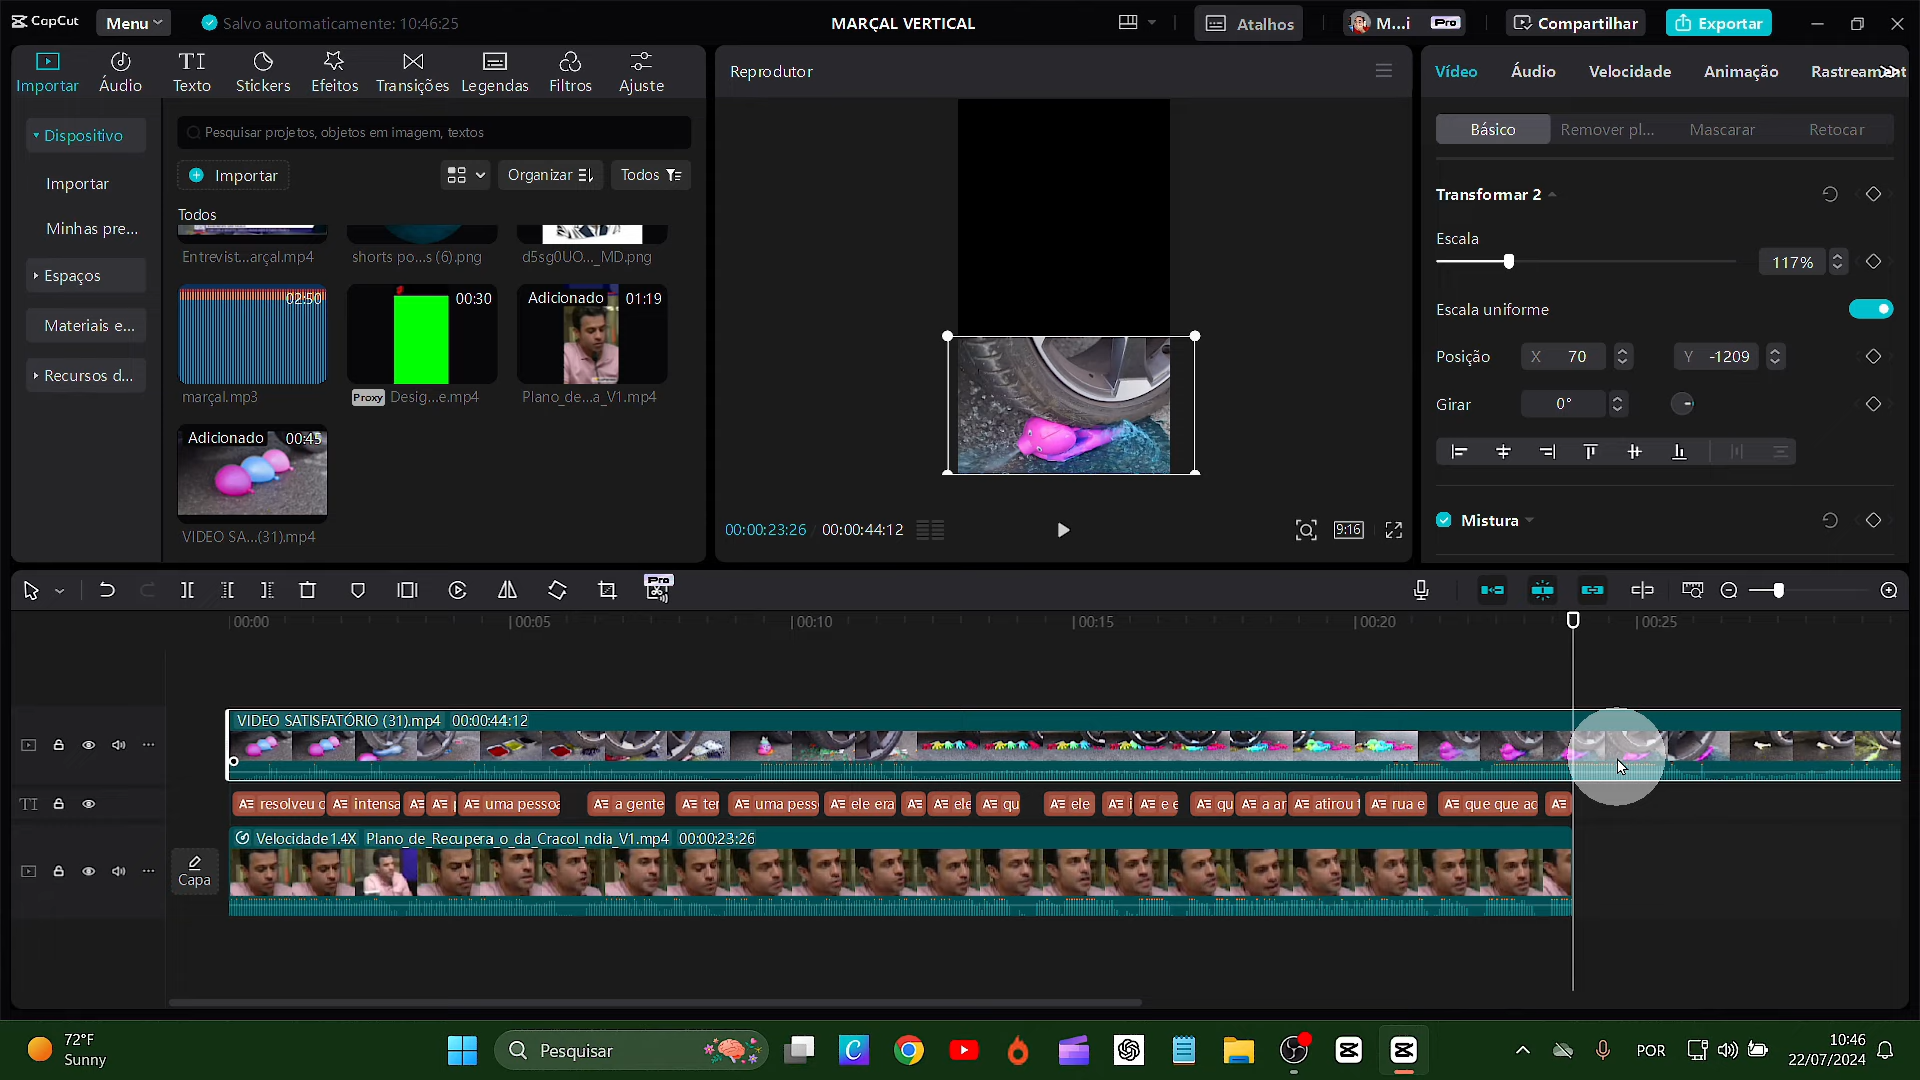 CapCut
Menu
Salvo automaticamente: 10:46:25
MARÇAL VERTICAL
Atalhos
M...i
Pro
Compartilhar
Exportar
Importar
Áudio
Texto
Stickers
Efeitos
Transições
Legendas
Filtros
Ajuste
Dispositivo
Importar
Minhas pre...
Espaços
Materiais e...
Recursos d...
Pesquisar projetos, objetos em imagem, textos
Importar
Organizar
Todos
Todos
Entrevist...arçal.mp4
shorts po...s (6).png
d5sg0UO..._MD.png
02:50
00:30
Adicionado
01:19
marçal.mp3
Proxy
Desig...e.mp4
Plano_de...a_V1.mp4
Adicionado
00:45
VIDEO SA...(31).mp4
Reprodutor
00:00:23:26
/
00:00:44:12
9:16
Vídeo
Áudio
Velocidade
Animação
Rastreament
Básico
Remover pl...
Mascarar
Retocar
Transformar 2
Escala
117%
Escala uniforme
Posição
X 70
Y -1209
Girar
0°
Mistura
Pro
00:00
00:05
00:10
00:15
00:20
00:25
VIDEO SATISFATÓRIO (31).mp4 00:00:44:12
resolveu
intensa
uma pessoa
a gente
ter
uma pess
ele era
ele
qu
ele
i
e e
qu
a ar
atirou
rua e
que que ac
Velocidade1.4X
Plano_de_Recupera_o_da_Cracol_ndia_V1.mp4
00:00:23:26
Capa
72°F
Sunny
Pesquisar
POR
10:46
22/07/2024